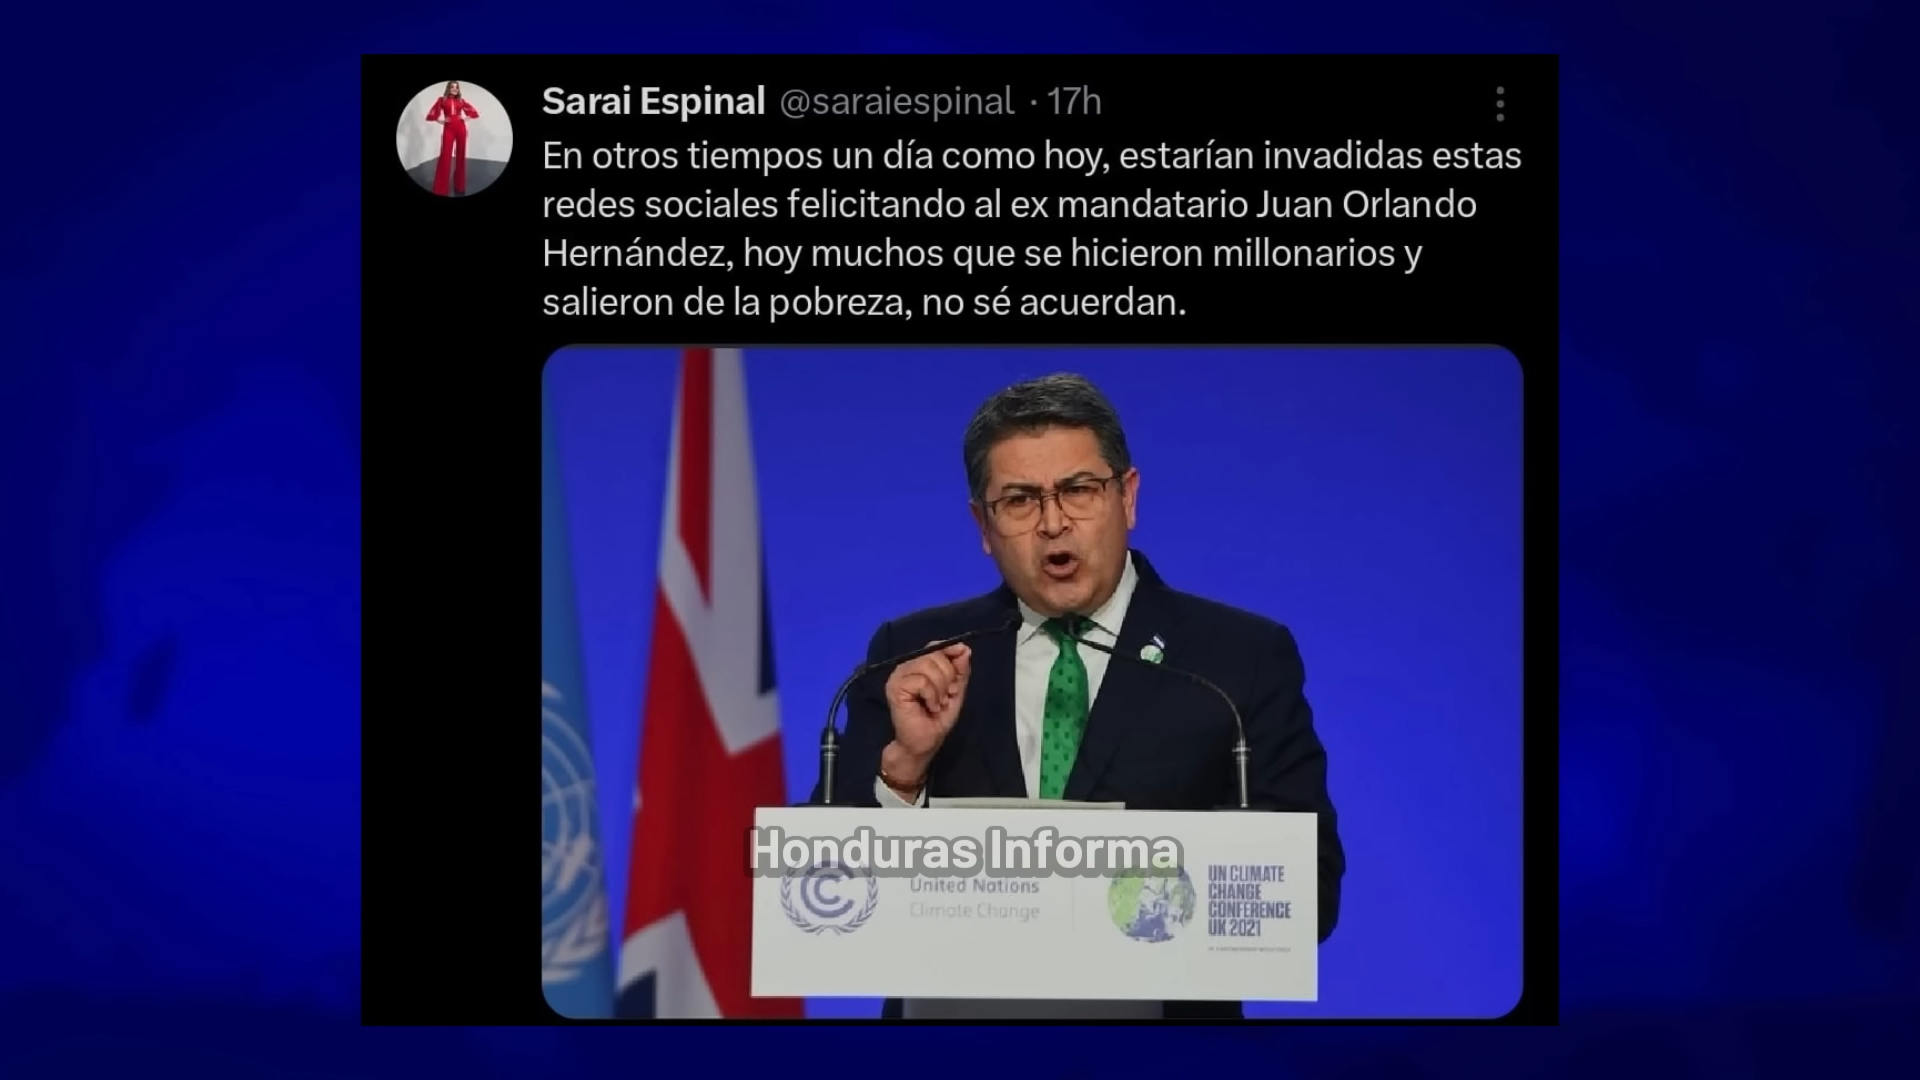 Sarai Espinal @saraiespinal · 17h
En otros tiempos un día como hoy, estarían invadidas estas
redes sociales felicitando al ex mandatario Juan Orlando
Hernández, hoy muchos que se hicieron millonarios y
salieron de la pobreza, no sé acuerdan.
Honduras Informa
United Nations
Climate Change
UN CLIMATE
CHANGE
CONFERENCE
UK 2021